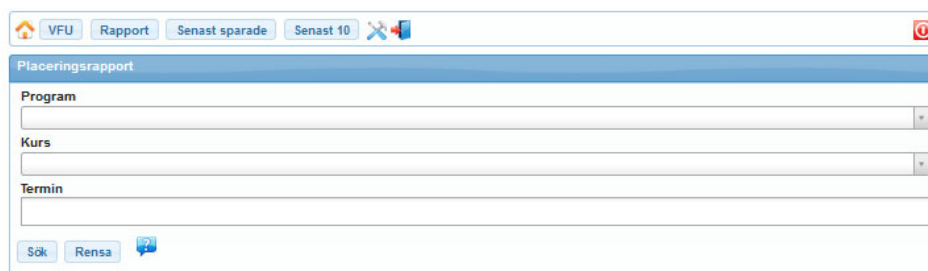 VFU Rapport Senast sparade Senast 10
Placeringsrapport
Program
Kurs
Termin
Sök Rensa